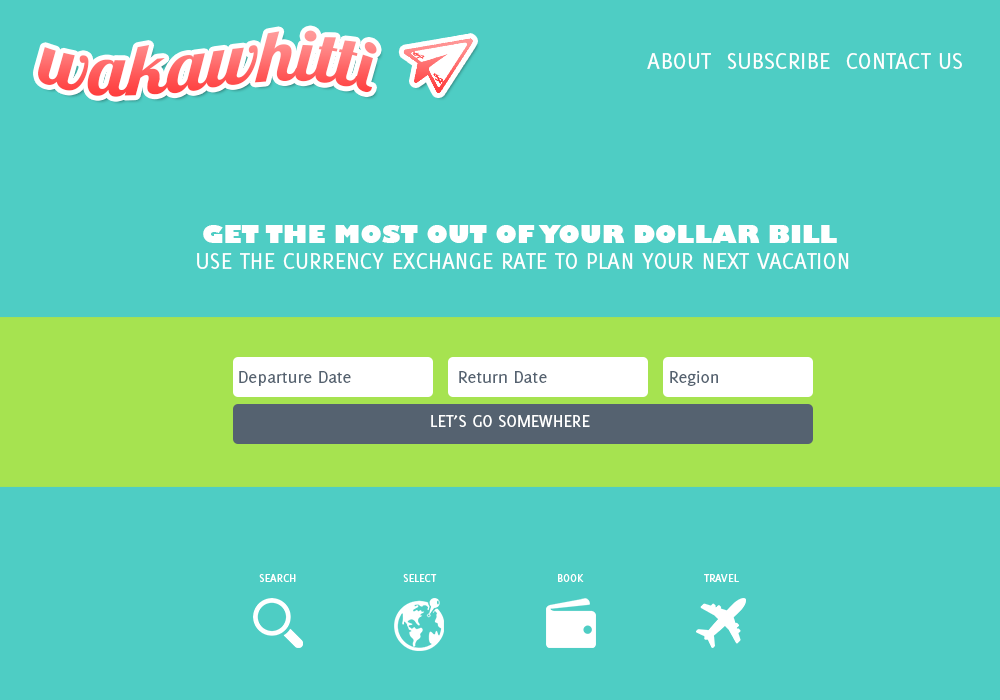 wakawhitti
ABOUT SUBSCRIBE CONTACT US
GET THE MOST OUT OF YOUR DOLLAR BILL
USE THE CURRENCY EXCHANGE RATE TO PLAN YOUR NEXT VACATION
Departure Date Return Date Region
LET'S GO SOMEWHERE
SEARCH SELECT BOOK TRAVEL